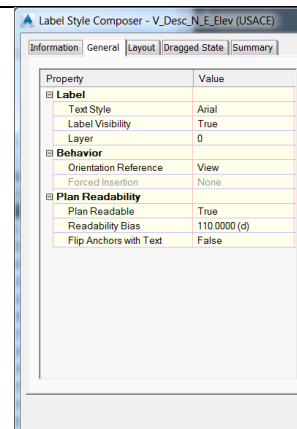 Label Style Composer - V_Desc_N_E_Elev (USACE)
Information General Layout Dragged State Summary
Property Value
Label
Text Style Arial
Label Visibility True
Layer 0
Behavior
Orientation Reference View
Forced Insertion None
Plan Readability
Plan Readable True
Readability Bias 110.0000 (d)
Flip Anchors with Text False